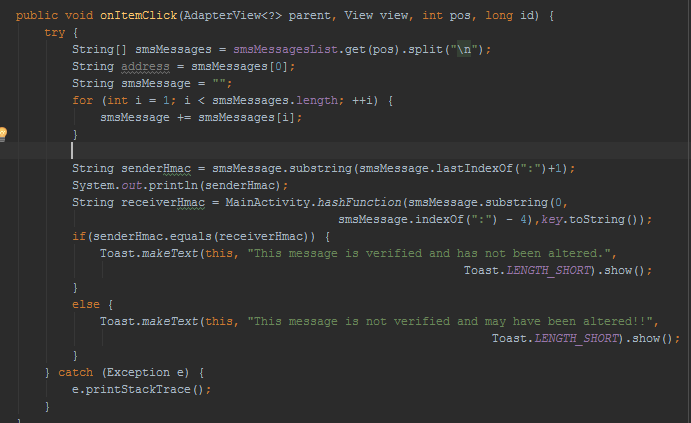 public void onItemClick(AdapterView<?> parent, View view, int pos, long id) {
try {
String[] smsMessages = smsMessagesList.get(pos).split("\n");
String address = smsMessages[0];
String smsMessage = "";
for (int i = 1; i < smsMessages.length; ++i) {
smsMessage += smsMessages[i];
}
String senderHmac = smsMessage.substring(smsMessage.lastIndexOf(":")+1);
System.out.println(senderHmac);
String receiverHmac = MainActivity.hashFunction(smsMessage.substring(0,
smsMessage.indexOf(":") - 4),key.toString());
if(senderHmac.equals(receiverHmac)) {
Toast.makeText(this, "This message is verified and has not been altered.",
Toast.LENGTH_SHORT).show();
}
else {
Toast.makeText(this, "This message is not verified and may have been altered!!",
Toast.LENGTH_SHORT).show();
}
} catch (Exception e) {
e.printStackTrace();
}